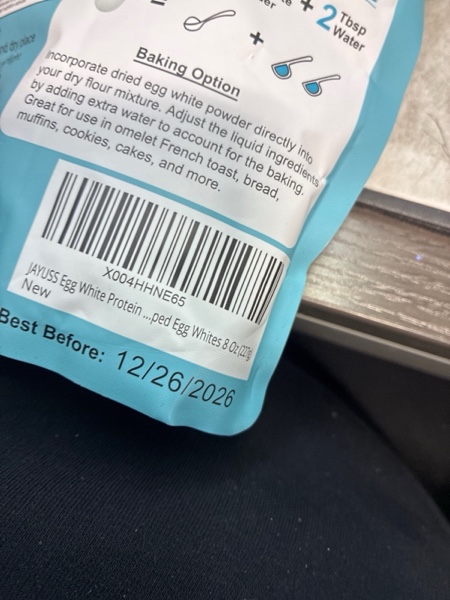 + 2 Tbsp
Water
+
Baking Option
Incorporate dried egg white powder directly into
your dry flour mixture. Adjust the liquid ingredients
by adding extra water to account for the baking.
Great for use in omelet French toast, bread,
muffins, cookies, cakes, and more.
X004HHNE65
JAYUSS Egg White Protein ...ped Egg Whites 8 Oz (227g)
New
Best Before: 12/26/2026